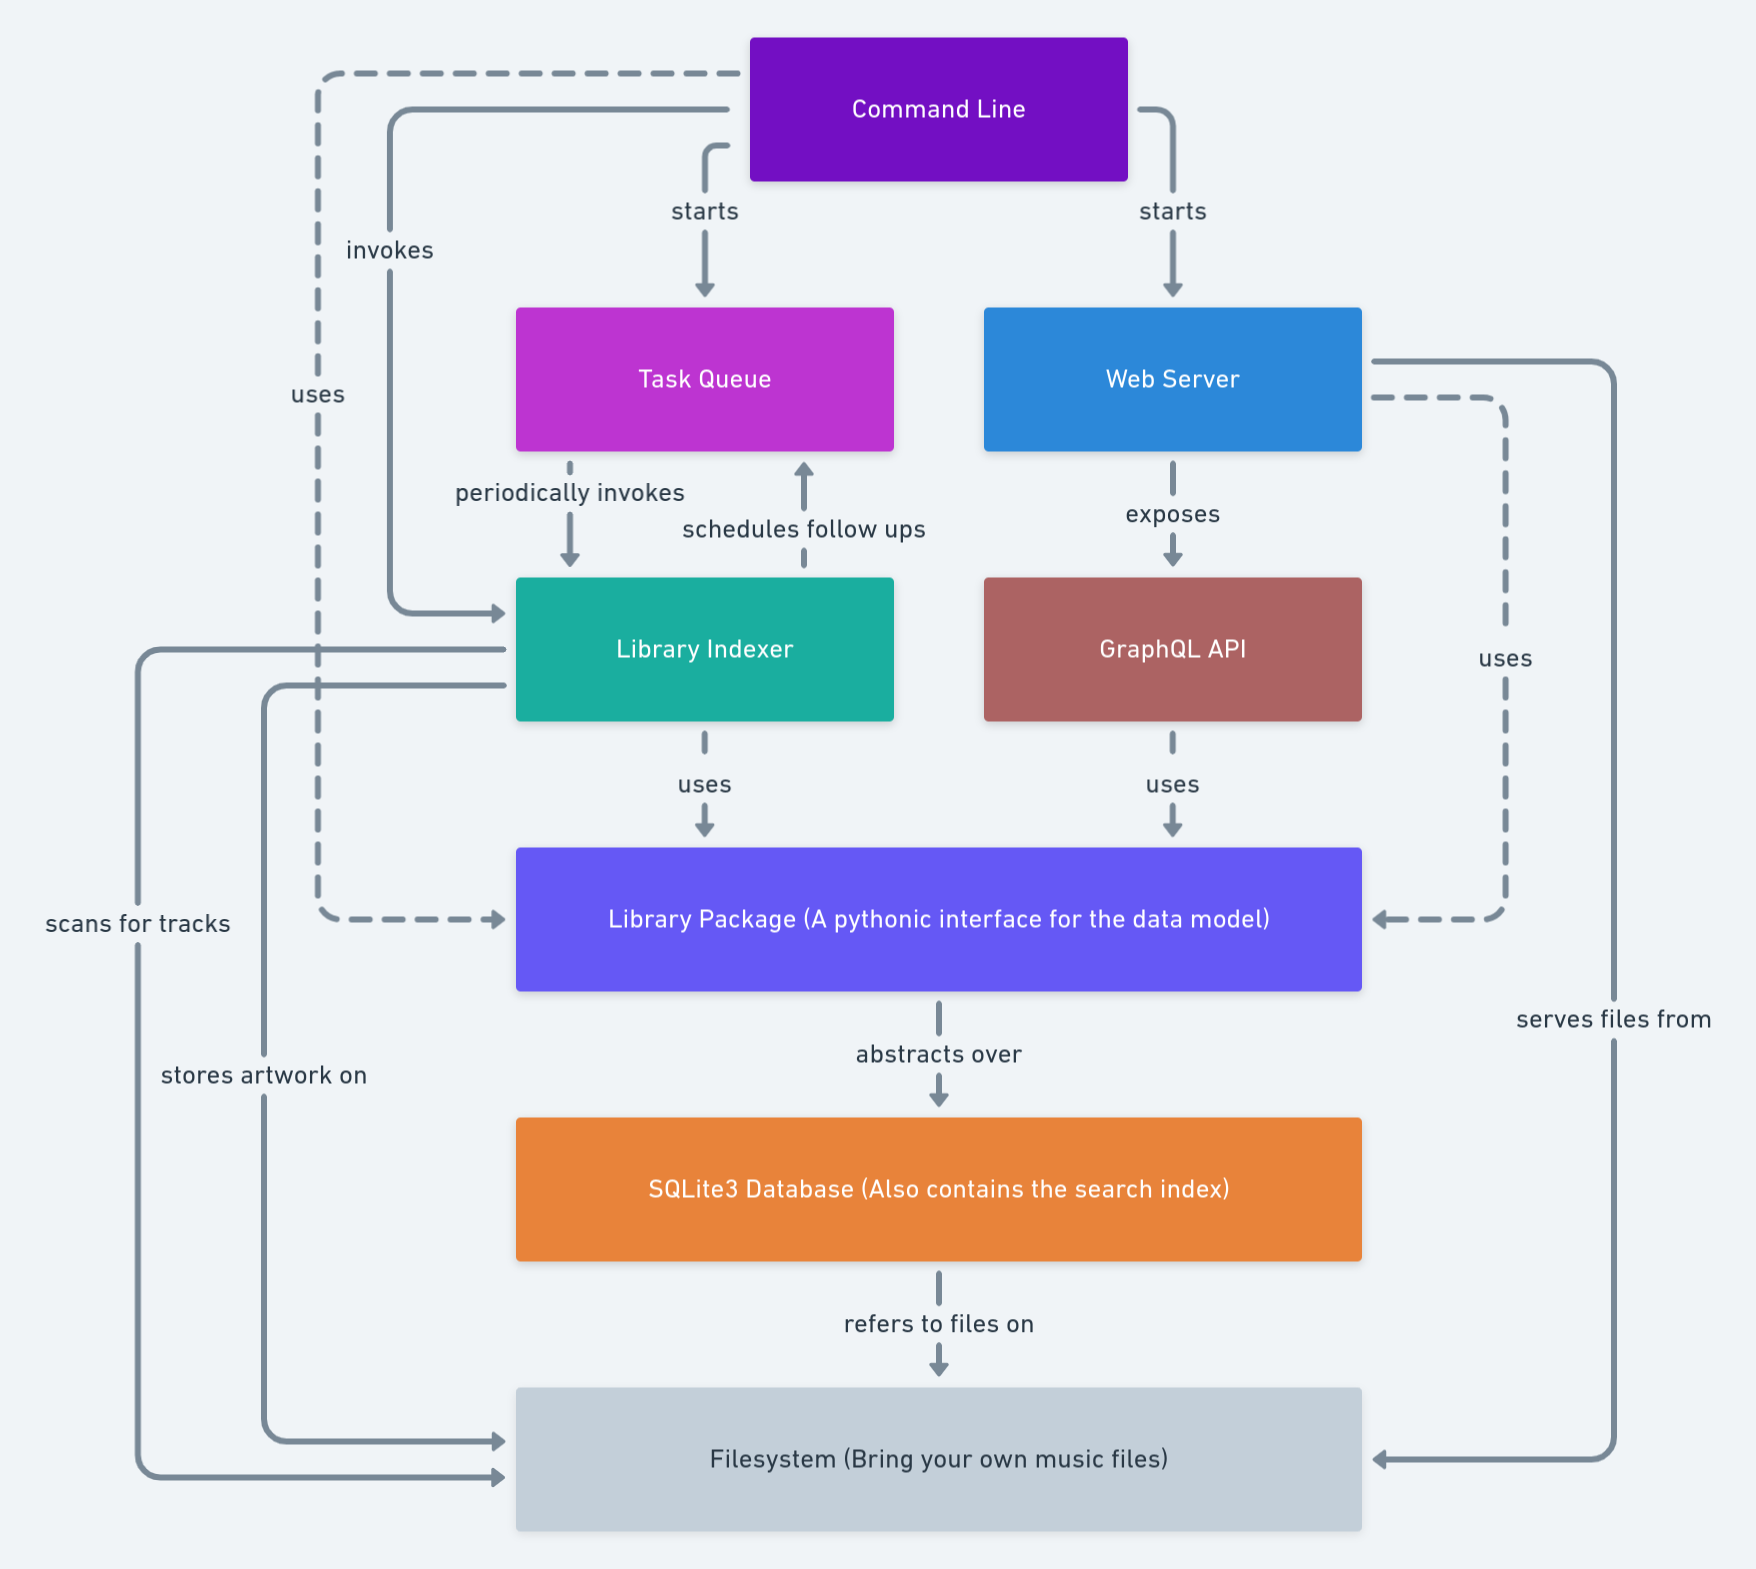 Command Line
starts
starts
invokes
Task Queue
Web Server
uses
periodically invokes
exposes
schedules follow ups
Library Indexer
GraphQL API
uses
uses
uses
Library Package (A pythonic interface for the data model)
scans for tracks
serves files from
abstracts over
stores artwork on
SQLite3 Database (Also contains the search index)
refers to files on
Filesystem (Bring your own music files)